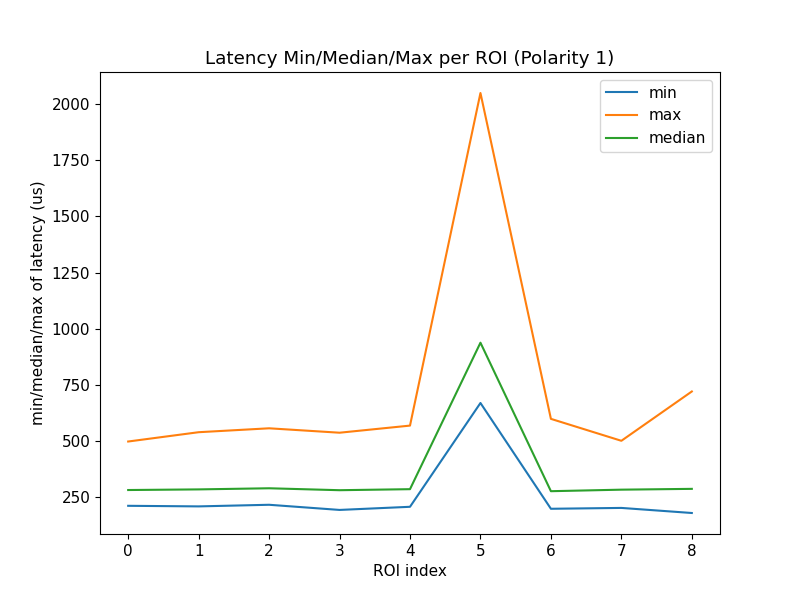 Latency Min/Median/Max per ROI (Polarity 1)
min
max
median
min/median/max of latency (us)
2000
1750
1500
1250
1000
750
500
250
0 1 2 3 4 5 6 7 8
ROI index